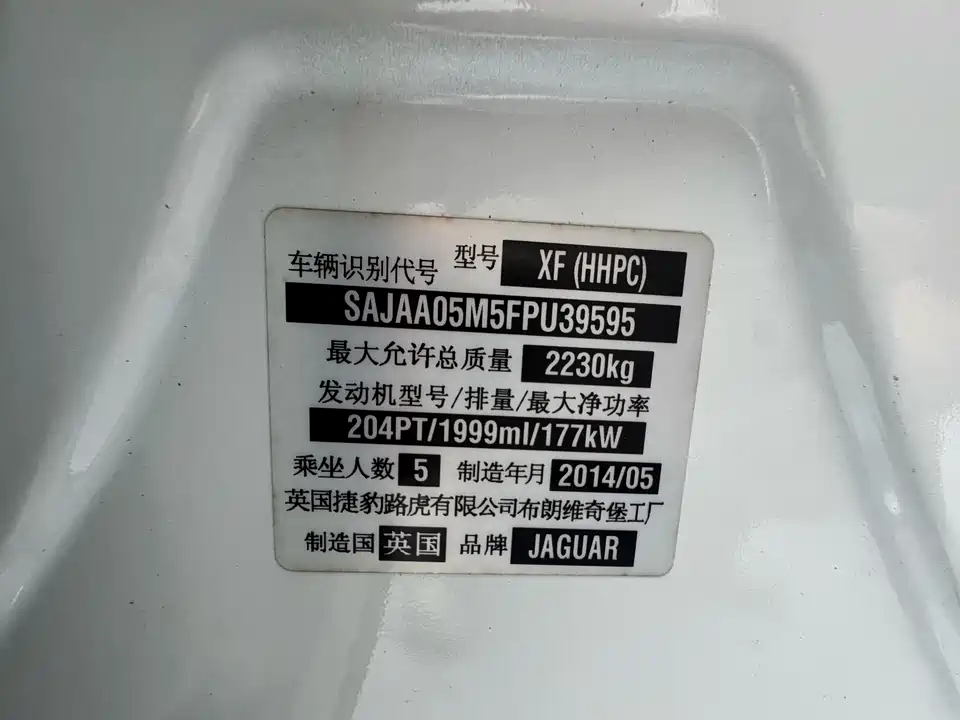 型号 XF (HHPC)
车辆识别代号
SAJAA05M5FPU39595
最大允许总质量 2230kg
发动机型号/排量/最大净功率
204PT/1999ml/177kW
乘坐人数 5 制造年月 2014/05
英国捷豹路虎有限公司布朗维奇堡工厂
制造国 英国 品牌 JAGUAR